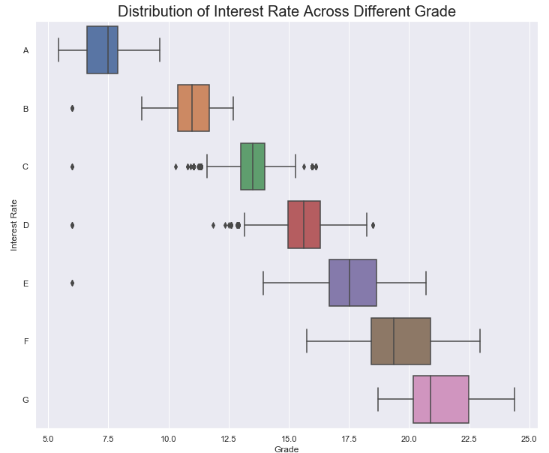 Distribution of Interest Rate Across Different Grade
A
B
C
D
E
F
G
Interest Rate
5.0 7.5 10.0 12.5 15.0 17.5 20.0 22.5 25.0
Grade